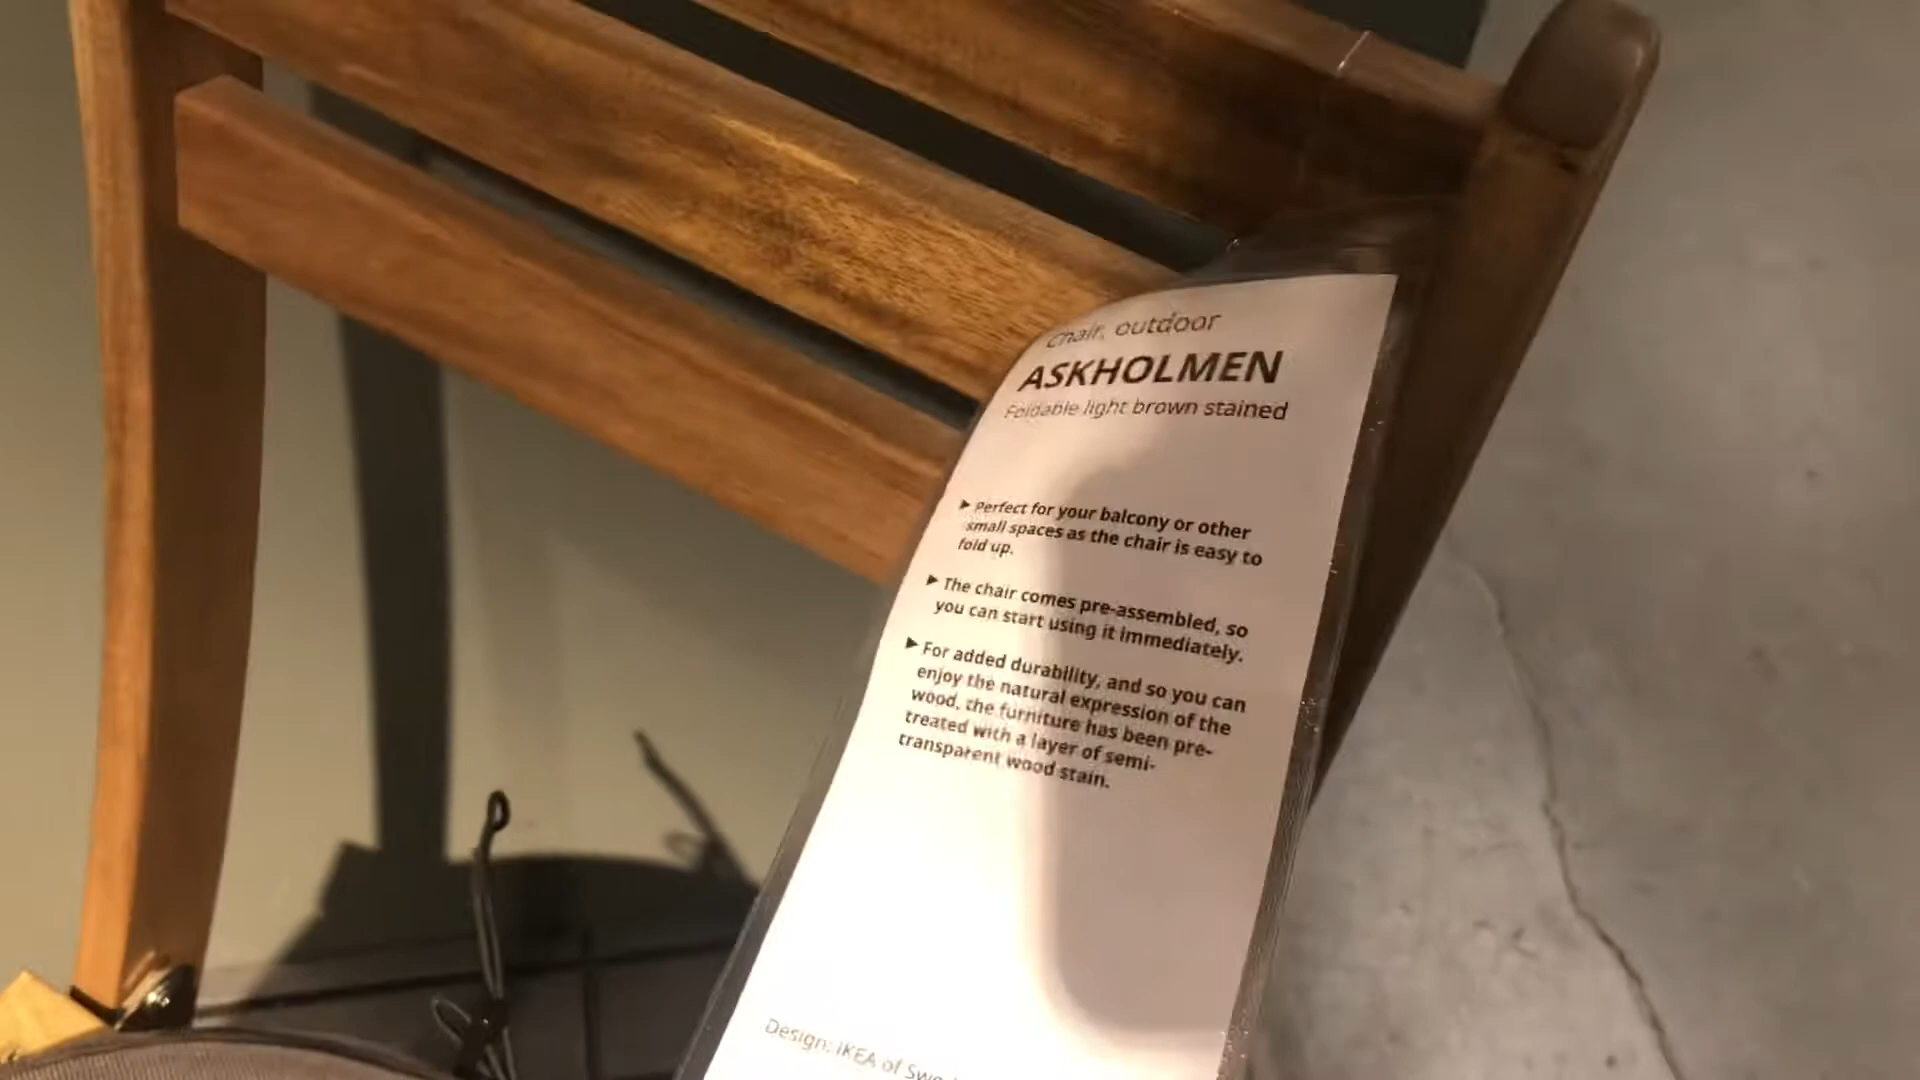 Chair, outdoor
ASKHOLMEN
Foldable light brown stained
▶ Perfect for your balcony or other
small spaces as the chair is easy to
fold up.
▶ The chair comes pre-assembled, so
you can start using it immediately.
▶ For added durability, and so you can
enjoy the natural expression of the
wood, the furniture has been pre-
treated with a layer of semi-
transparent wood stain.
Design: IKEA of